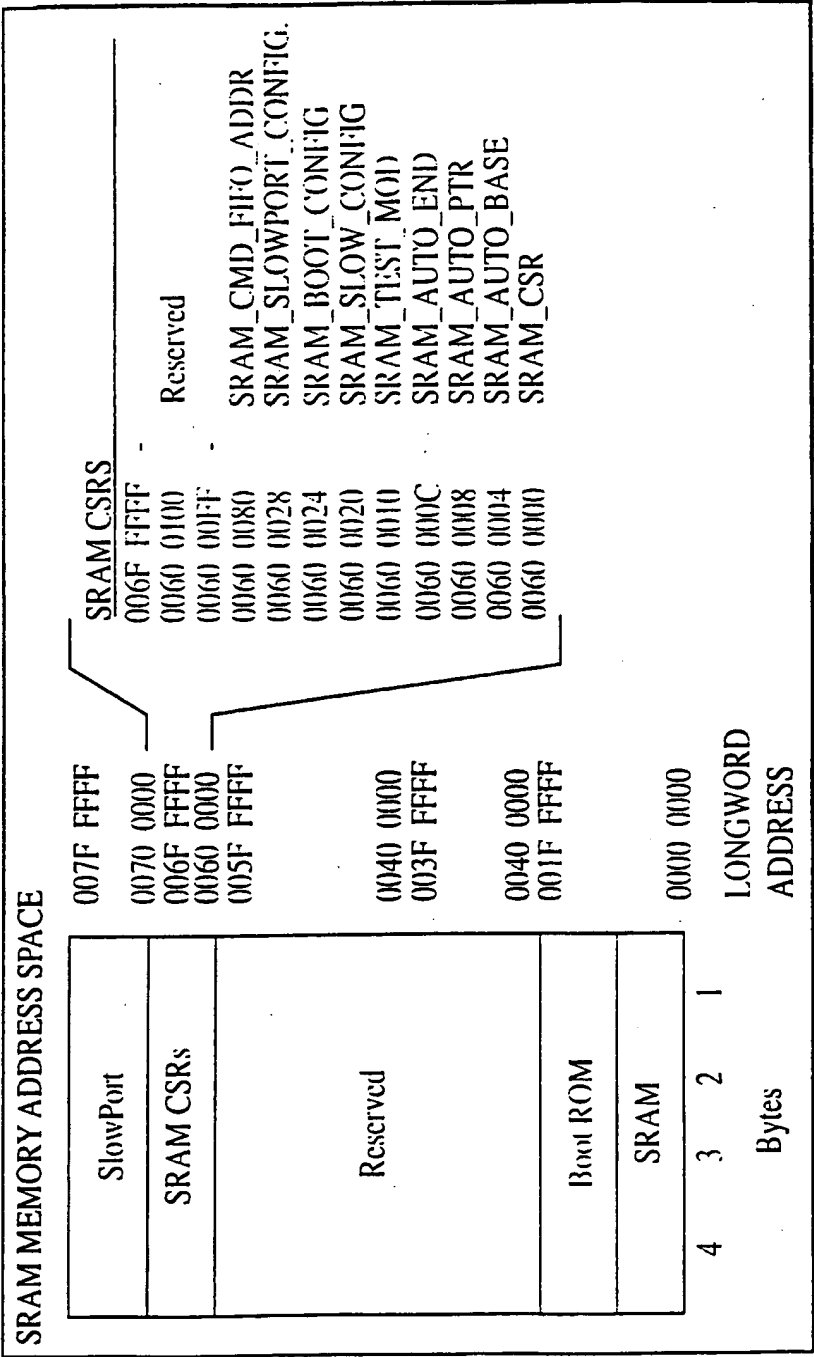 SRAM MEMORY ADDRESS SPACE
SlowPort
SRAM CSRs
Reserved
Boot ROM
SRAM
4 3 2 1
Bytes
007F FFFF
0070 0000
006F FFFF
0060 0000
005F FFFF
0040 0000
003F FFFF
0040 0000
001F FFFF
0000 0000
LONGWORD
ADDRESS
SRAM CSRS
006F FFFF -
0060 0100 Reserved
0060 00FF -
0060 0080 SRAM_CMD_FIFO_ADDR
0060 0028 SRAM_SLOWPORT_CONFIG.
0060 0024 SRAM_BOOT_CONFIG
0060 0020 SRAM_SLOW_CONFIG
0060 0010 SRAM_TEST_MOD
0060 000C SRAM_AUTO_END
0060 0008 SRAM_AUTO_PTR
0060 0004 SRAM_AUTO_BASE
0060 0000 SRAM_CSR